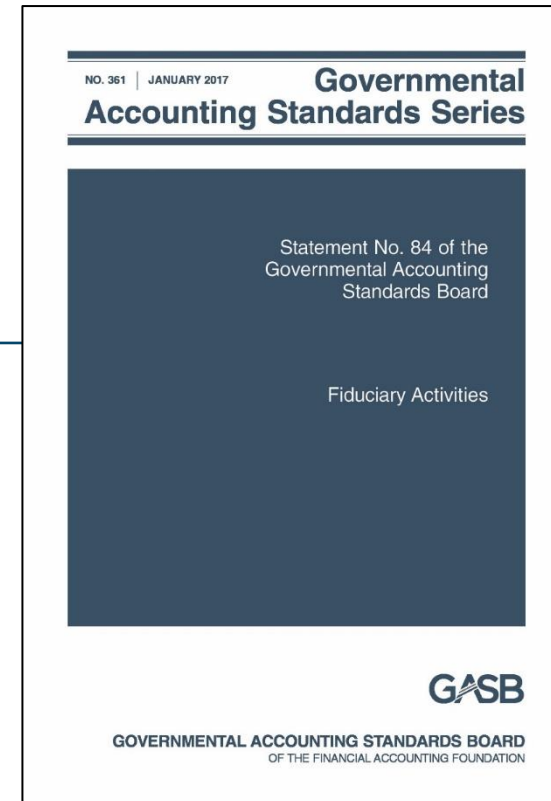 NO. 361 | JANUARY 2017 Governmental
Accounting Standards Series
Statement No. 84 of the
Governmental Accounting
Standards Board
Fiduciary Activities
GASB
GOVERNMENTAL ACCOUNTING STANDARDS BOARD
OF THE FINANCIAL ACCOUNTING FOUNDATION